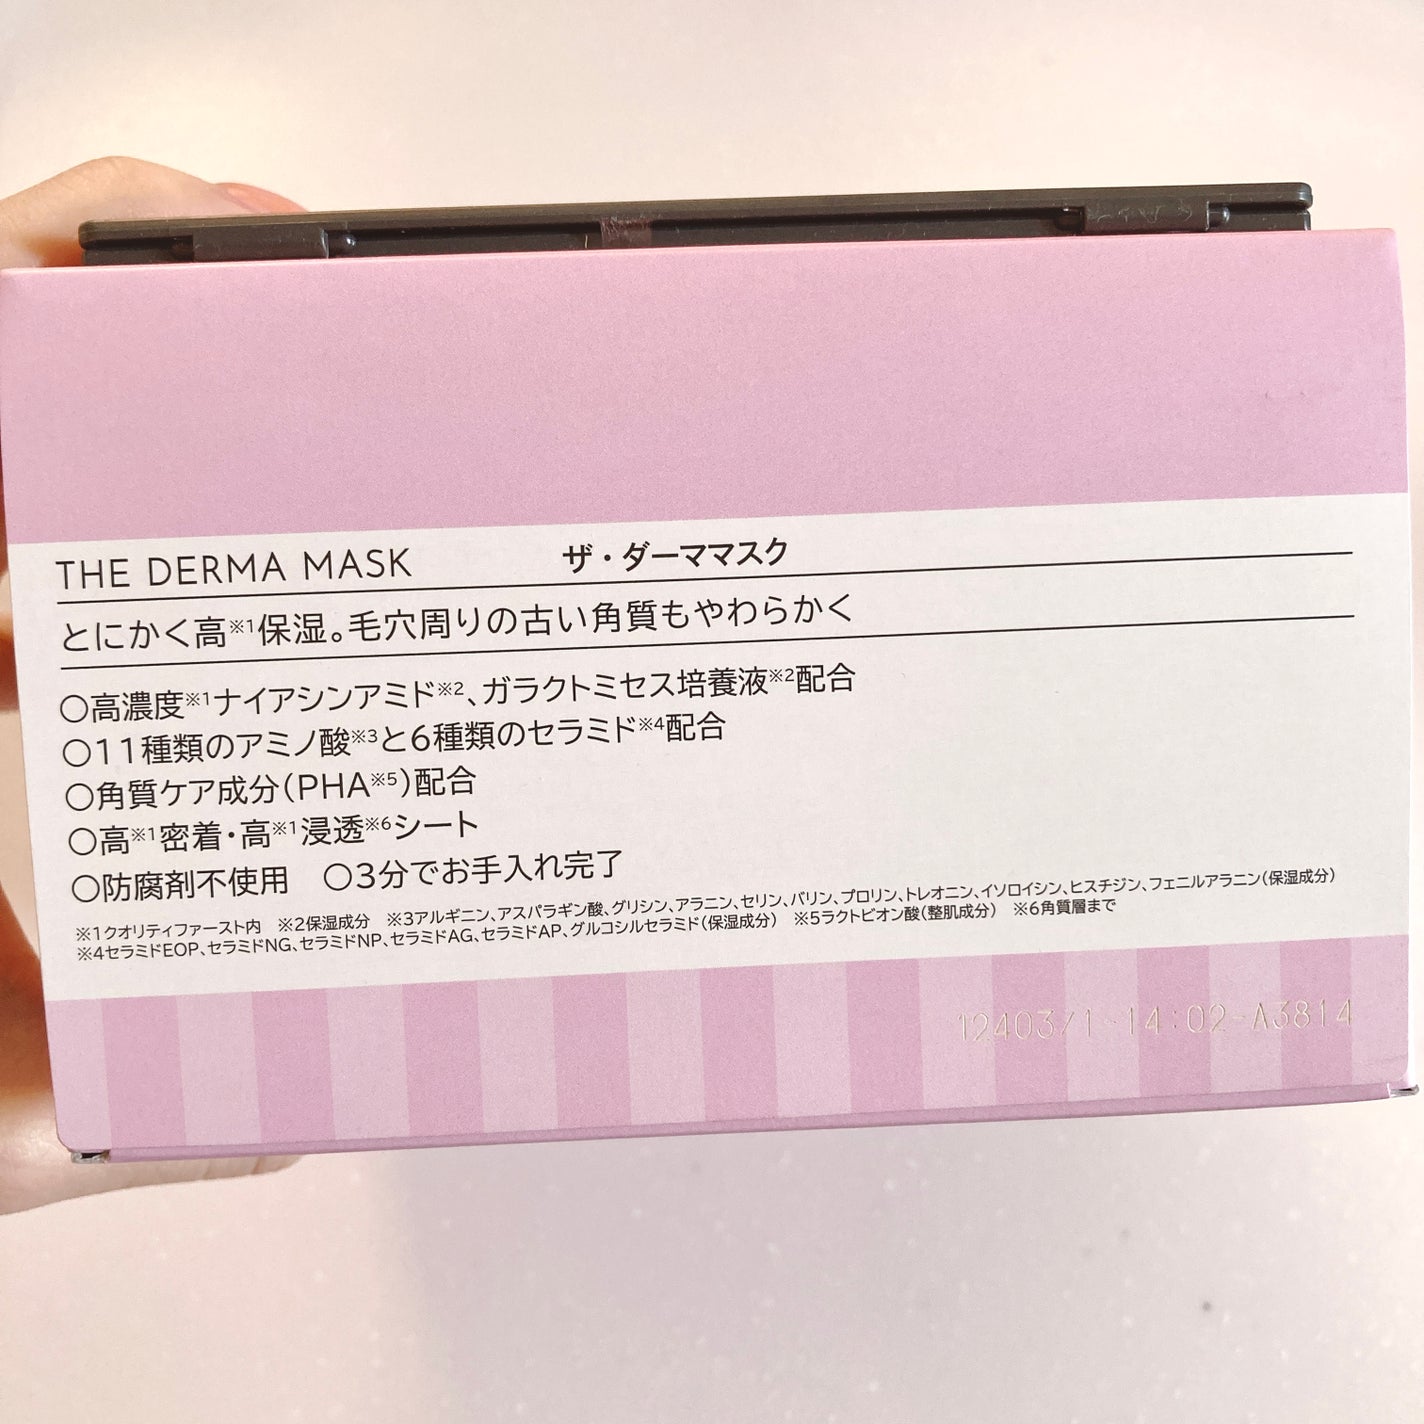 THE DERMA MASK ザ・ダーママスク
とにかく高※1保湿。毛穴周りの古い角質もやわらかく
○高濃度※1ナイアシンアミド※2、ガラクトミセス培養液※2配合
○11種類のアミノ酸※3と6種類のセラミド※4配合
○角質ケア成分(PHA※5)配合
○高※1密着・高※1浸透※6シート
○防腐剤不使用 ○3分でお手入れ完了
※1クオリティファースト内 ※2保湿成分 ※3アルギニン、アスパラギン酸、グリシン、アラニン、セリン、バリン、プロリン、トレオニン、イソロイシン、ヒスチジン、フェニルアラニン(保湿成分)
※4セラミドEOP、セラミドNG、セラミドNP、セラミドAG、セラミドAP、グルコシルセラミド(保湿成分) ※5ラクトビオン酸(整肌成分) ※6角質層まで
12403/1-14:02-A3814